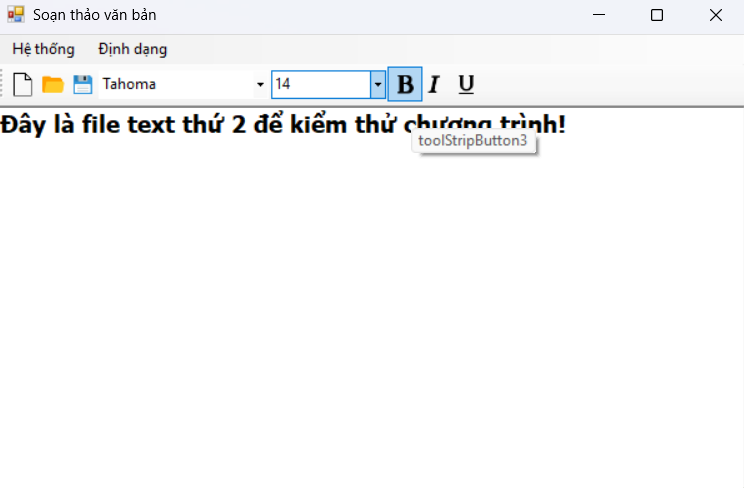 Soạn thảo văn bản
Hệ thống Định dạng
Tahoma 14 B I U
Đây là file text thứ 2 để kiểm thử chương trình!
toolStripButton3